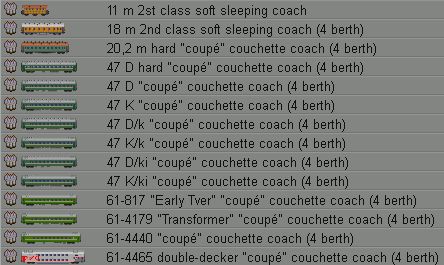 11 m 2st class soft sleeping coach
18 m 2nd class soft sleeping coach (4 berth)
20,2 m hard "coupé" couchette coach (4 berth)
47 D hard "coupé" couchette coach (4 berth)
47 D "coupé" couchette coach (4 berth)
47 K "coupé" couchette coach (4 berth)
47 D/k "coupé" couchette coach (4 berth)
47 K/k "coupé" couchette coach (4 berth)
47 D/ki "coupé" couchette coach (4 berth)
47 K/ki "coupé" couchette coach (4 berth)
61-817 "Early Tver" "coupé" couchette coach (4 berth)
61-4179 "Transformer" "coupé" couchette coach (4 berth)
61-4440 "coupé" couchette coach (4 berth)
61-4465 double-decker "coupé" couchette coach (4 berth)